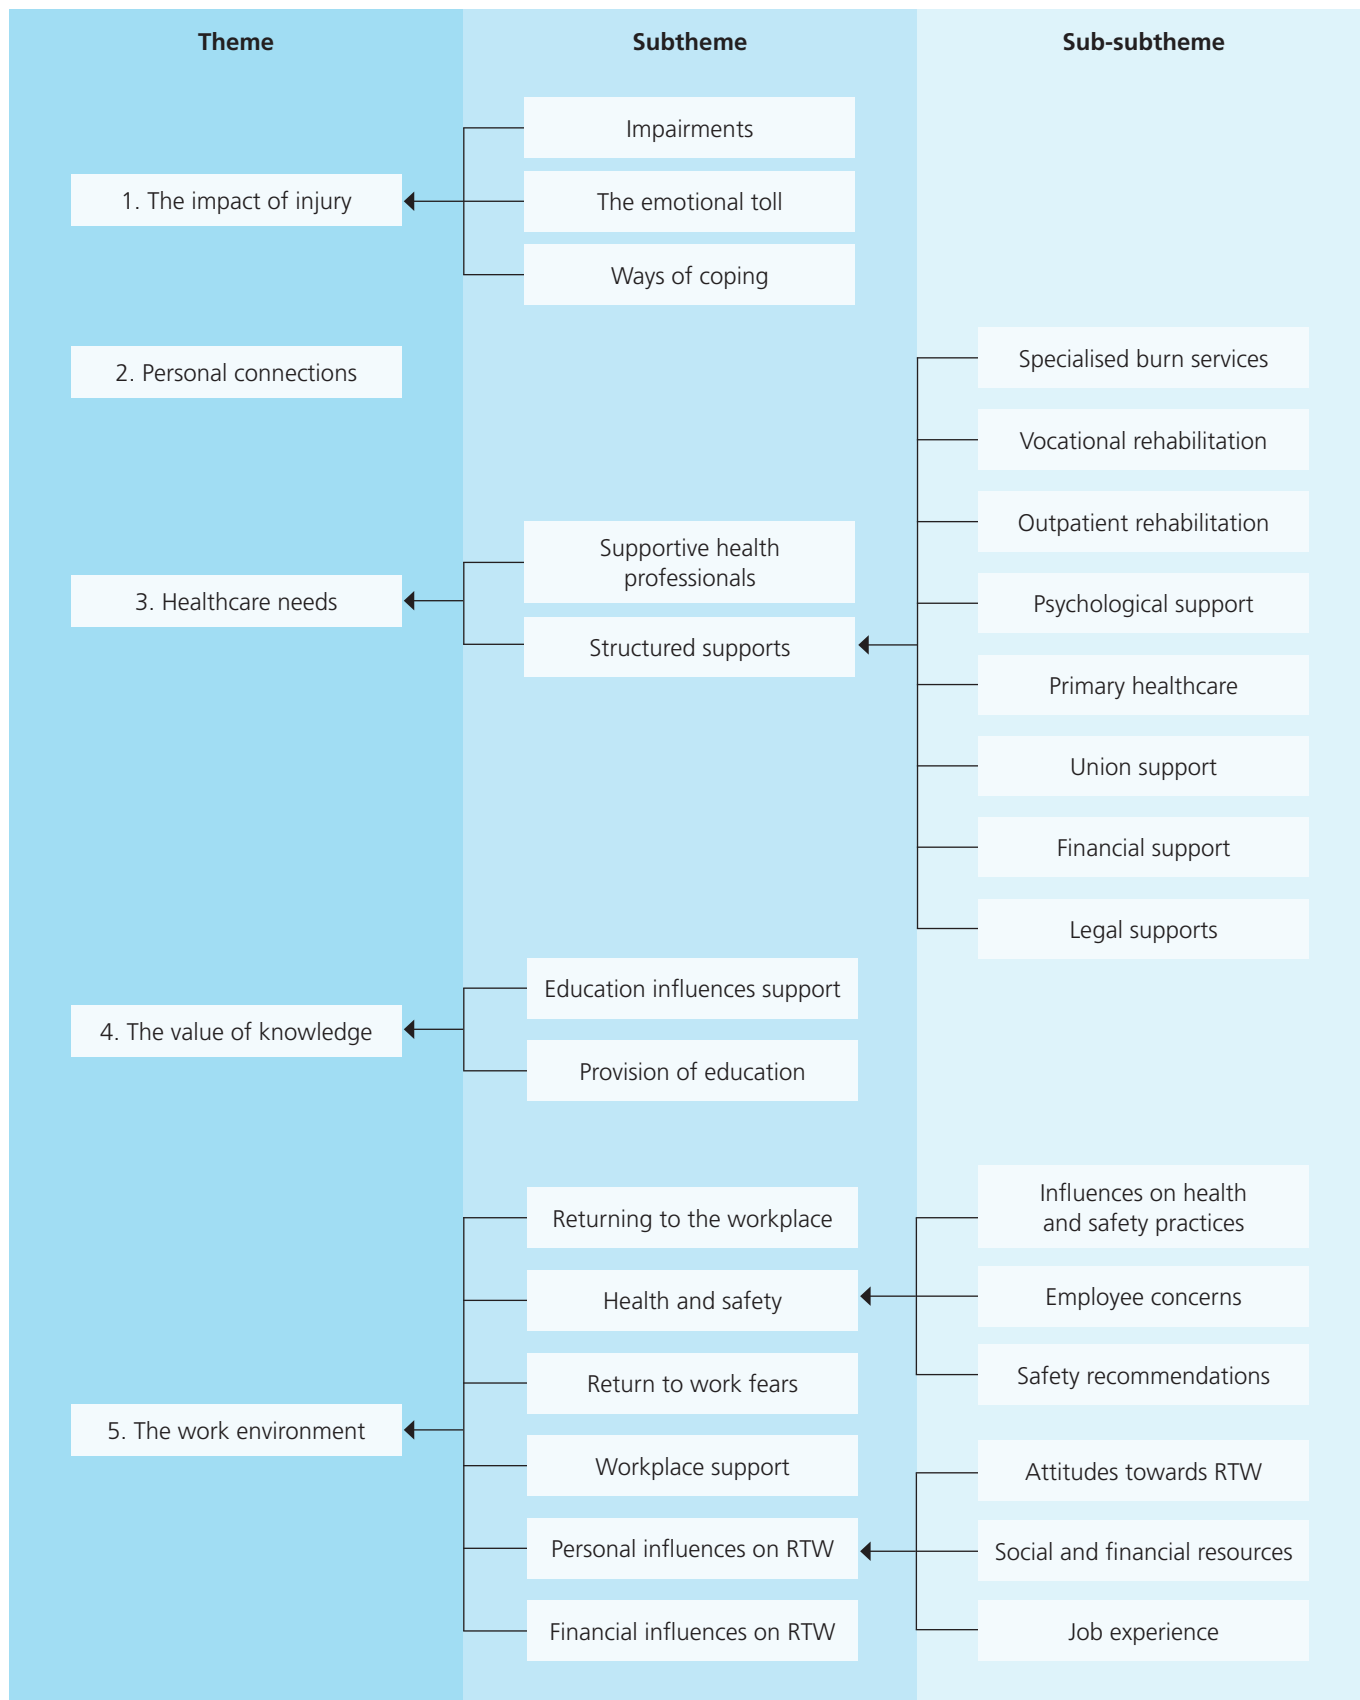 Theme
Subtheme
Sub-subtheme
1. The impact of injury
Impairments
The emotional toll
Ways of coping
2. Personal connections
3. Healthcare needs
Supportive health
professionals
Structured supports
Specialised burn services
Vocational rehabilitation
Outpatient rehabilitation
Psychological support
Primary healthcare
Union support
Financial support
Legal supports
4. The value of knowledge
Education influences support
Provision of education
5. The work environment
Returning to the workplace
Health and safety
Influences on health
and safety practices
Employee concerns
Safety recommendations
Return to work fears
Workplace support
Personal influences on RTW
Attitudes towards RTW
Social and financial resources
Job experience
Financial influences on RTW